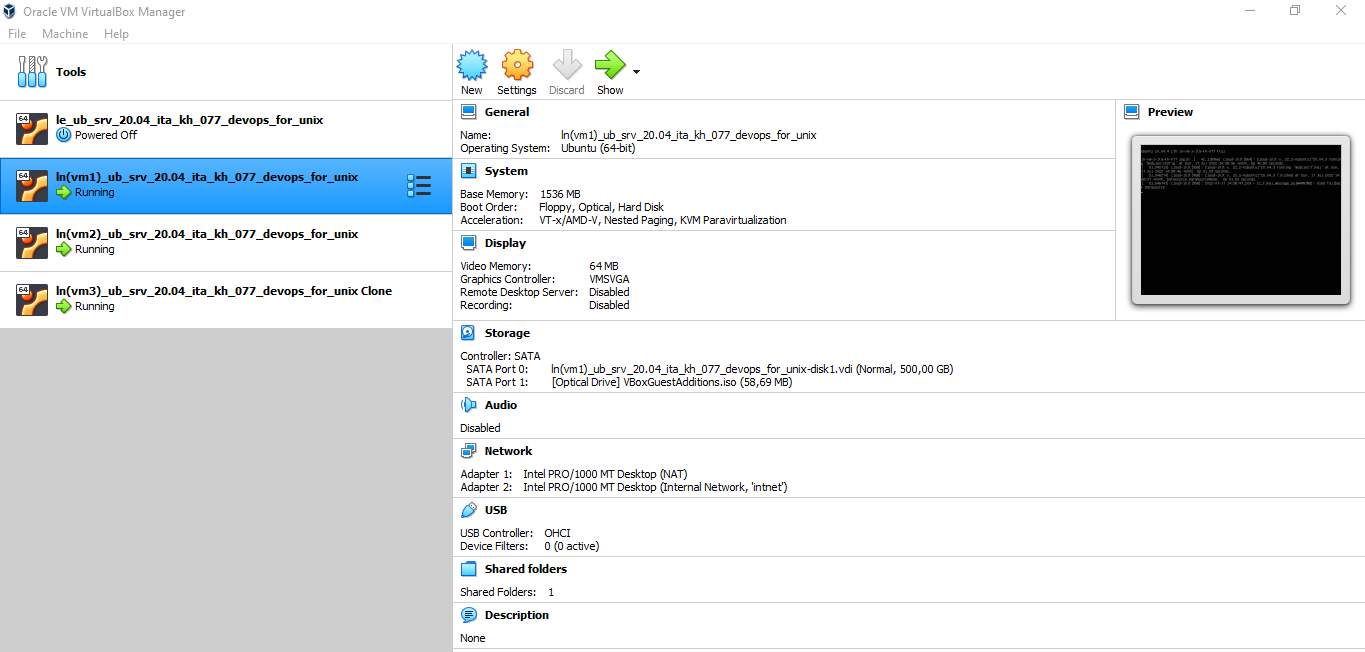 Oracle VM VirtualBox Manager
File Machine Help
Tools
64
le_ub_srv_20.04_ita_kh_077_devops_for_unix
Powered Off
64
ln(vm1)_ub_srv_20.04_ita_kh_077_devops_for_unix
Running
64
ln(vm2)_ub_srv_20.04_ita_kh_077_devops_for_unix
Running
64
ln(vm3)_ub_srv_20.04_ita_kh_077_devops_for_unix Clone
Running
New Settings Discard Show
General
Name: ln(vm1)_ub_srv_20.04_ita_kh_077_devops_for_unix
Operating System: Ubuntu (64-bit)
Preview
System
Base Memory: 1536 MB
Boot Order: Floppy, Optical, Hard Disk
Acceleration: VT-x/AMD-V, Nested Paging, KVM Paravirtualization
Display
Video Memory: 64 MB
Graphics Controller: VMSVGA
Remote Desktop Server: Disabled
Recording: Disabled
Storage
Controller: SATA
SATA Port 0: ln(vm1)_ub_srv_20.04_ita_kh_077_devops_for_unix-disk1.vdi (Normal, 500,00 GB)
SATA Port 1: [Optical Drive] VBoxGuestAdditions.iso (58,69 MB)
Audio
Disabled
Network
Adapter 1: Intel PRO/1000 MT Desktop (NAT)
Adapter 2: Intel PRO/1000 MT Desktop (Internal Network, 'intnet')
USB
USB Controller: OHCI
Device Filters: 0 (0 active)
Shared folders
Shared Folders: 1
Description
None